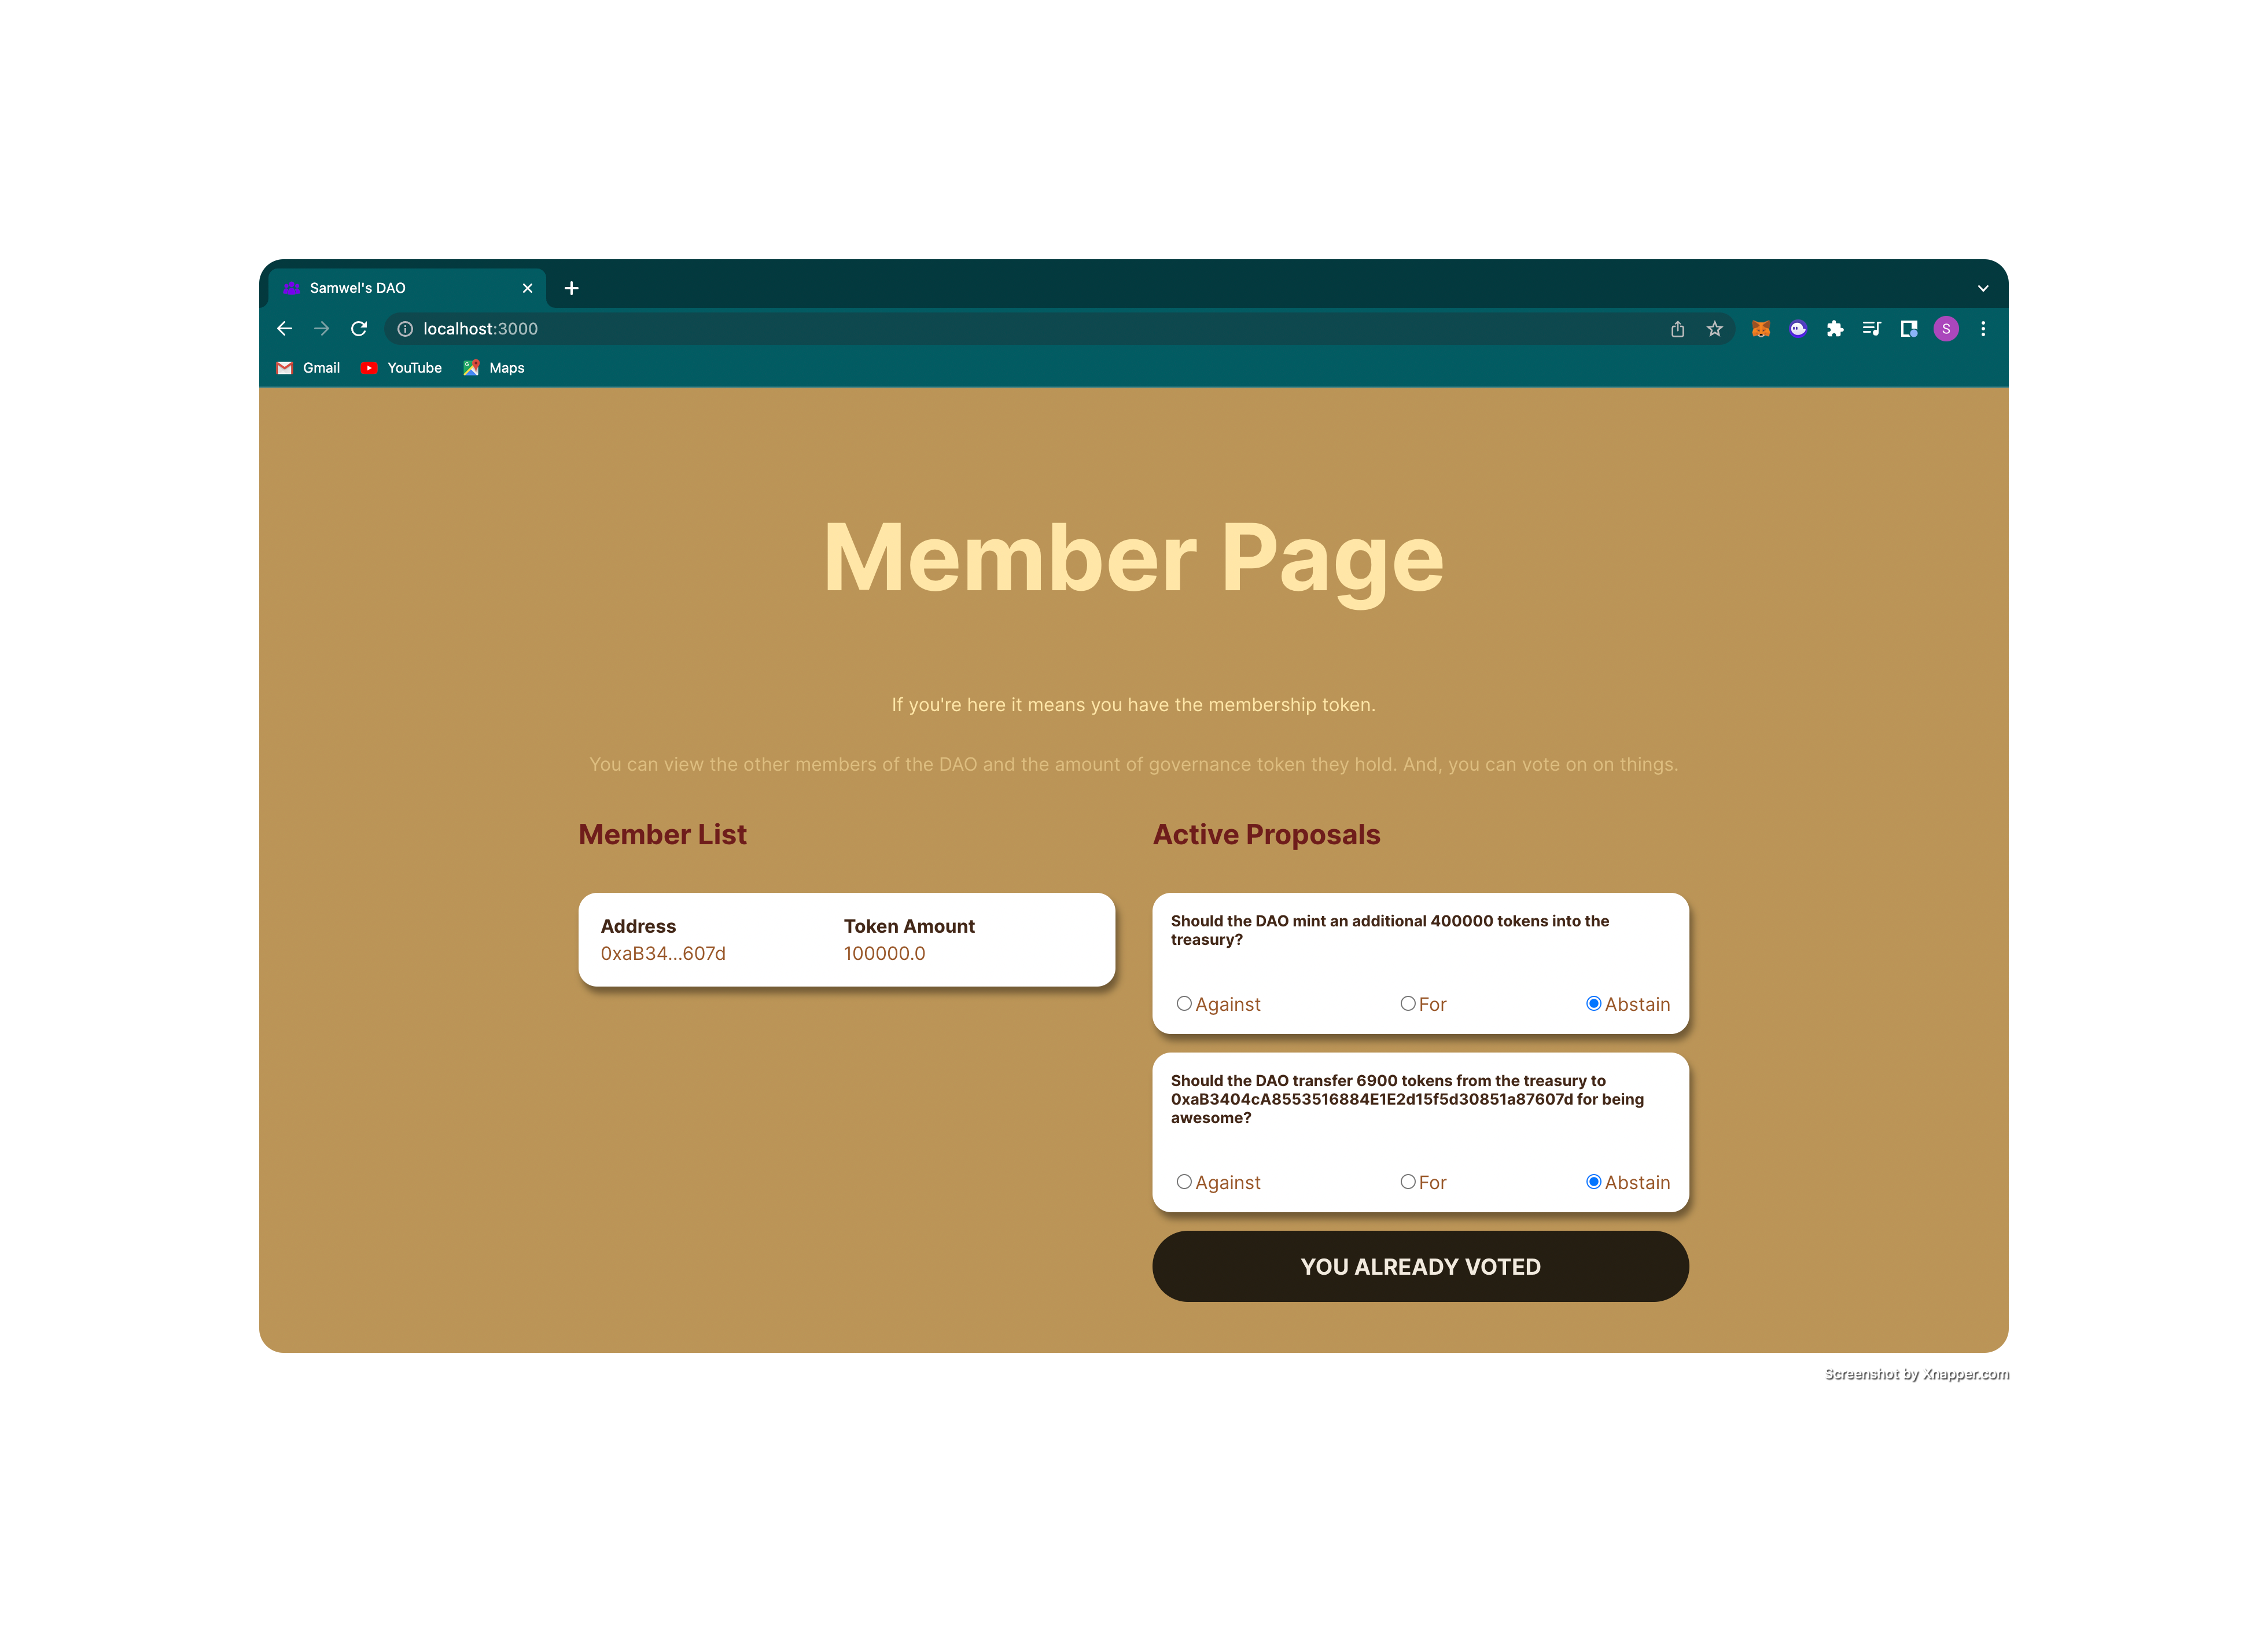 Samwel's DAO
localhost:3000
S
Gmail
YouTube
Maps
Member Page
If you're here it means you have the membership token.
You can view the other members of the DAO and the amount of governance token they hold. And, you can vote on on things.
Member List
Address
Token Amount
0xaB34...607d
100000.0
Active Proposals
Should the DAO mint an additional 400000 tokens into the
treasury?
Against
For
Abstain
Should the DAO transfer 6900 tokens from the treasury to
0xaB3404cA8553516884E1E2d15f5d30851a87607d for being
awesome?
Against
For
Abstain
YOU ALREADY VOTED
Screenshot by Xnapper.com